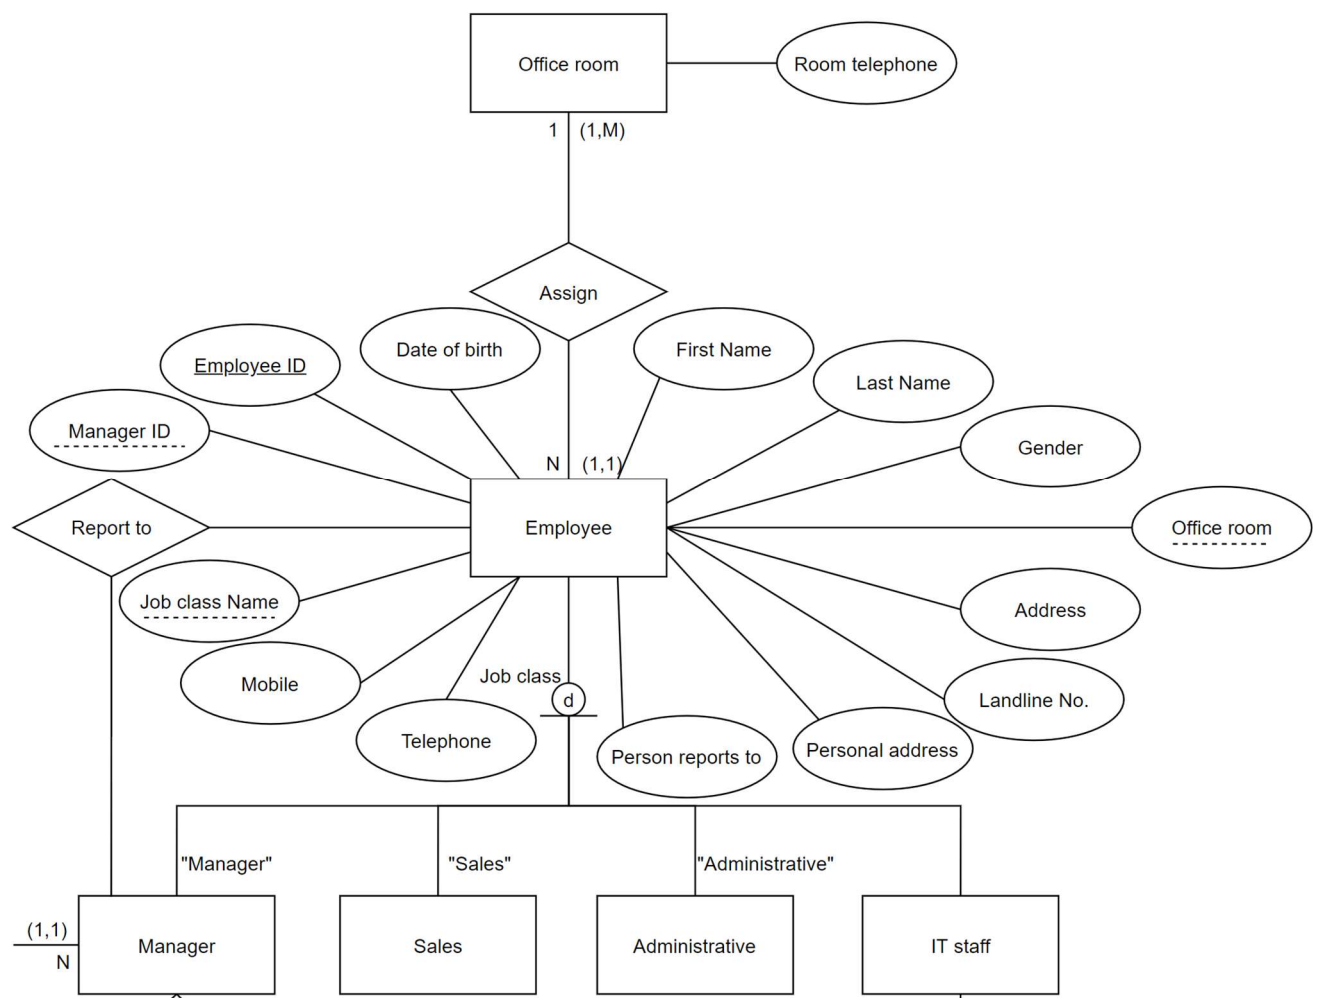 Office room
Room telephone
1 (1,M)
Assign
Date of birth
First Name
Employee ID
Last Name
Manager ID
Gender
N (1,1)
Report to
Employee
Office room
Job class Name
Address
Mobile
Job class
d
Landline No.
Telephone
Person reports to
Personal address
"Manager"
"Sales"
"Administrative"
(1,1)
N
Manager
Sales
Administrative
IT staff